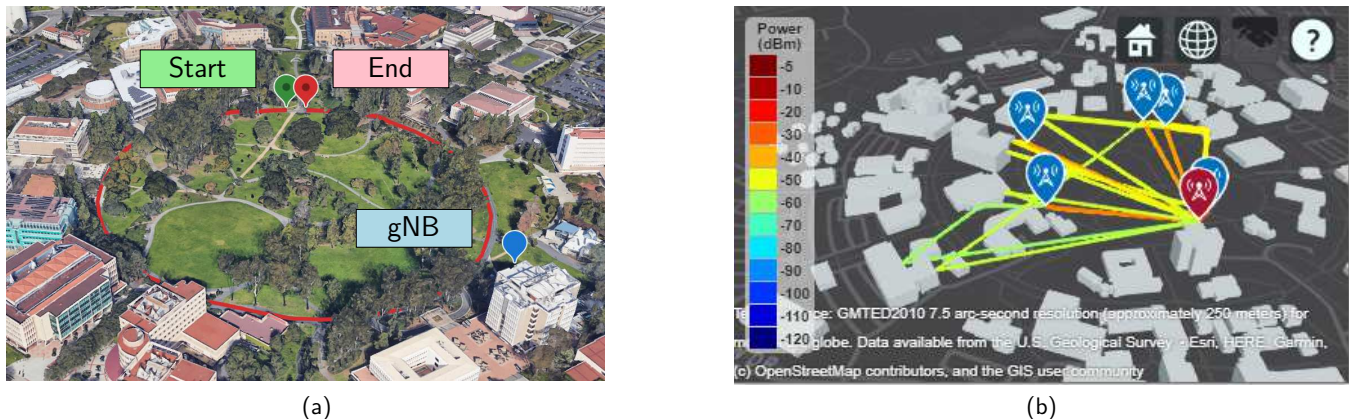 Start
End
gNB
(a)
Power
(dBm)
-5
-10
-20
-30
-40
-50
-60
-70
-80
-90
-100
-110
-120
?
Te ce: GMTED2010 7.5 arc-second resolution (approximately 250 meters) for
globe. Data available from the U.S. Geological Survey. • Esri, HERE, Garmin,
(c) OpenStreetMap contributors, and the GIS user community
(b)